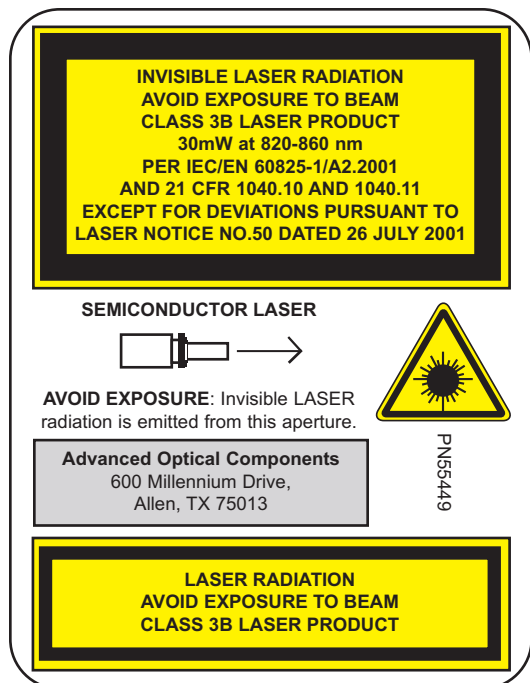 INVISIBLE LASER RADIATION
AVOID EXPOSURE TO BEAM
CLASS 3B LASER PRODUCT
30mW at 820-860 nm
PER IEC/EN 60825-1/A2.2001
AND 21 CFR 1040.10 AND 1040.11
EXCEPT FOR DEVIATIONS PURSUANT TO
LASER NOTICE NO.50 DATED 26 JULY 2001
SEMICONDUCTOR LASER
AVOID EXPOSURE: Invisible LASER
radiation is emitted from this aperture.
PN55449
Advanced Optical Components
600 Millennium Drive,
Allen, TX 75013
LASER RADIATION
AVOID EXPOSURE TO BEAM
CLASS 3B LASER PRODUCT